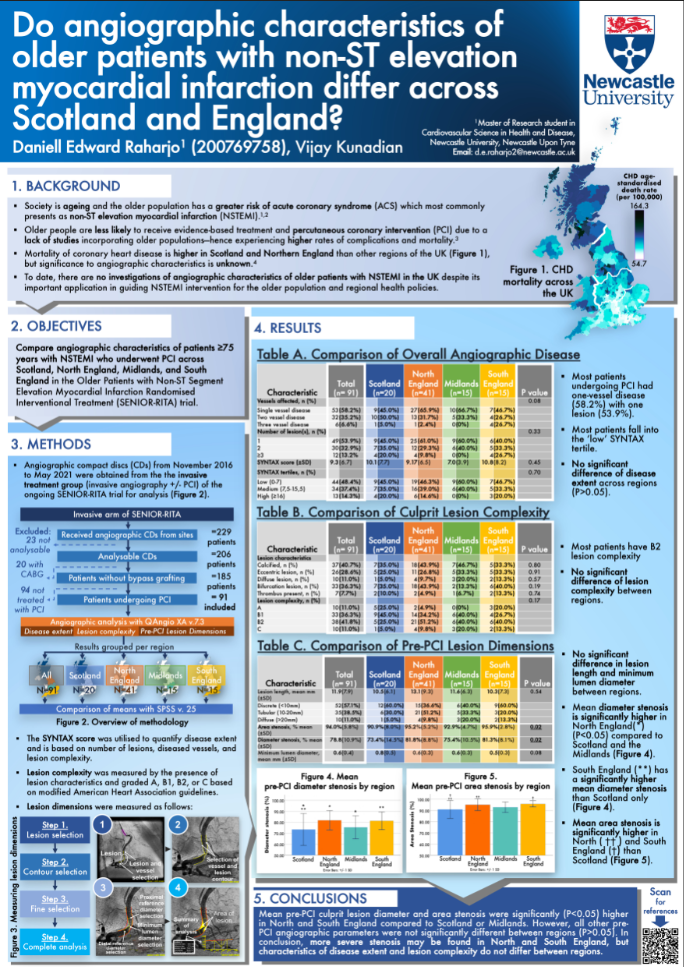 Do angiographic characteristics of
older patients with non-ST elevation
myocardial infarction differ across
Scotland and England?
Daniell Edward Raharjo¹ (200769758), Vijay Kunadian
¹Master of Research student in
Cardiovascular Science in Health and Disease,
Newcastle University, Newcastle Upon Tyne
Email: d.e.raharjo2@newcastle.ac.uk
Newcastle
University
1. BACKGROUND
▪ Society is ageing and the older population has a greater risk of acute coronary syndrome (ACS) which most commonly
presents as non-ST elevation myocardial infarction (NSTEMI).¹,²
▪ Older people are less likely to receive evidence-based treatment and percutaneous coronary intervention (PCI) due to a
lack of studies incorporating older populations—hence experiencing higher rates of complications and mortality.³
▪ Mortality of coronary heart disease is higher in Scotland and Northern England than other regions of the UK (Figure 1),
but significance to angiographic characteristics is unknown.⁴
▪ To date, there are no investigations of angiographic characteristics of older patients with NSTEMI in the UK despite its
important application in guiding NSTEMI intervention for the older population and regional health policies.
CHD age-
standardised
death rate
(per 100,000)
164.3
54.7
Figure 1. CHD
mortality across
the UK
2. OBJECTIVES
Compare angiographic characteristics of patients ≥75
years with NSTEMI who underwent PCI across
Scotland, North England, Midlands, and South
England in the Older Patients with Non-ST Segment
Elevation Myocardial Infarction Randomised
Interventional Treatment (SENIOR-RITA) trial.
3. METHODS
▪ Angiographic compact discs (CDs) from November 2016
to May 2021 were obtained from the the invasive
treatment group (invasive angiography +/- PCI) of the
ongoing SENIOR-RITA trial for analysis (Figure 2).
Invasive arm of SENIOR-RITA
Excluded:
23 not
analysable
20 with
CABG
94 not
treated
with PCI
Received angiographic CDs from sites
Analysable CDs
Patients without bypass grafting
Patients undergoing PCI
=229
patients
=206
patients
=185
patients
= 91
included
Angiographic analysis with QAngio XA v.7.3
Disease extent Lesion complexity Pre-PCI Lesion Dimensions
Results grouped per region
All
N=91
Scotland
N=20
North
England
N=41
Midlands
N=15
South
England
N=15
Comparison of means with SPSS v. 25
Figure 2. Overview of methodology
▪ The SYNTAX score was utilised to quantify disease extent
and is based on number of lesions, diseased vessels, and
lesion complexity.
▪ Lesion complexity was measured by the presence of
lesion characteristics and graded A, B1, B2, or C based
on modified American Heart Association guidelines.
▪ Lesion dimensions were measured as follows:
Figure 3. Measuring lesion dimensions
Step 1.
Lesion selection
Step 2.
Contour selection
Step 3.
Fine selection
Step 4.
Complete analysis
1
Lesion
Lesion and
vessel
selection
2
Selection of
vessel and
lesion
contour
3
Proximal
reference
diameter
selection
Minimum
lumen
diameter
selection
Distal reference
diameter
selection
4
Summary
of
analysis
Area of
lesion
4. RESULTS
Table A. Comparison of Overall Angiographic Disease
Characteristic Total (n= 91) Scotland (n=20) North England (n=41) Midlands (n=15) South England (n=15) P value
Vessels affected, n (%) 0.08
Single vessel disease 53(58.2%) 9(45.0%) 27(65.9%) 10(66.7%) 7(46.7%)
Two vessel disease 32(35.2%) 10(50.0%) 13(31.7%) 5(33.3%) 4(26.7%)
Three vessel disease 6(6.6%) 1(5.0%) 1(2.4%) 0(0%) 4(26.7%)
Number of lesion(s), n (%) 0.33
1 49(53.9%) 9(45.0%) 25(61.0%) 9(60.0%) 6(40.0%)
2 30(33.9%) 7(35.0%) 12(29.3%) 6(40.0%) 5(33.3%)
≥3 12(13.2%) 4(20.0%) 4(9.8%) 0(0%) 4(26.7%)
SYNTAX score (±SD) 9.3(6.7) 10.1(7.7) 9.17(6.5) 7.0(3.9) 10.8(8.2) 0.45
SYNTAX tertiles, n (%) 0.70
Low (0-7) 44(48.4%) 9(45.0%) 19(46.3%) 9(60.0%) 7(46.7%)
Medium (7.5-15.5) 34(37.4%) 7(35.0%) 16(39.0%) 6(40.0%) 5(33.3%)
High (≥16) 13(14.3%) 4(20.0%) 6(14.6%) 0(0%) 3(20.0%)
▪ Most patients
undergoing PCI had
one-vessel disease
(58.2%) with one
lesion (53.9%).
▪ Most patients fall into
the 'low' SYNTAX
tertile.
▪ No significant
difference of disease
extent across regions
(P>0.05).
Table B. Comparison of Culprit Lesion Complexity
Characteristic Total (n= 91) Scotland (n=20) North England (n=41) Midlands (n=15) South England (n=15) P value
Lesion characteristics
Calcified, n (%) 37(40.7%) 7(35.0%) 18(43.9%) 7(46.7%) 5(33.3%) 0.80
Eccentric lesion, n (%) 26(28.6%) 5(25.0%) 11(26.8%) 5(33.3%) 5(33.3%) 0.91
Diffuse lesion, n (%) 10(11.0%) 1(5.0%) 4(9.7%) 3(20.0%) 2(13.3%) 0.57
Bifurcation lesion, n (%) 33(36.3%) 7(35.0%) 18(43.9%) 6(40.0%) 2(13.3%) 0.19
Thrombus present, n (%) 7(7.7%) 2(10.0%) 2(4.9%) 1(6.7%) 2(13.3%) 0.74
Lesion complexity, n (%) 0.17
A 10(11.0%) 5(25.0%) 2(4.9%) 0(0%) 3(20.0%)
B1 33(36.3%) 9(45.0%) 14(34.2%) 6(40.0%) 4(26.7%)
B2 38(41.8%) 5(25.0%) 21(51.2%) 6(40.0%) 6(40.0%)
C 10(11.0%) 1(5.0%) 4(9.8%) 3(20.0%) 2(13.3%)
▪ Most patients have B2
lesion complexity
▪ No significant
difference of lesion
complexity between
regions.
Table C. Comparison of Pre-PCI Lesion Dimensions
Characteristic Total (n= 91) Scotland (n=20) North England (n=41) Midlands (n=15) South England (n=15) P value
Lesion length, mean mm (±SD) 11.9(7.9) 0.54
Discrete (<10mm) 52(57.1%) 12(60.0%) 15(36.6%) 6(40.0%) 9(60.0%)
Tubular (10-20mm) 35(38.5%) 6(30.0%) 21(51.2%) 5(33.3%) 3(20.0%)
Diffuse (>20mm) 10(11.0%) 1(5.0%) 4(9.8%) 3(20.0%) 2(13.3%)
Area stenosis, % mean (±SD) 0.02
Diameter stenosis, % mean (±SD) 0.02
Minimum lumen diameter, mean mm (±SD) 0.6(0.4) 0.8(0.5) 0.6(0.3) 0.6(0.3) 0.5(0.3) 0.08
▪ No significant
difference in lesion
length and minimum
lumen diameter
between regions.
▪ Mean diameter stenosis
is significantly higher in
North England(*)
(P<0.05) compared to
Scotland and the
Midlands (Figure 4).
▪ South England (**) has
a significantly higher
mean diameter stenosis
than Scotland only
(Figure 4).
▪ Mean area stenosis is
significantly higher in
North (††) and South
England (†) than
Scotland (Figure 5).
Figure 4. Mean
pre-PCI diameter stenosis by region
Diameter stenosis (%)
Scotland North England Midlands South England
Error Bars: +/- 1 SD
Figure 5.
Mean pre-PCI area stenosis by region
Area Stenosis (%)
Scotland North England Midlands South England
Error Bars: +/- 1 SD
5. CONCLUSIONS
Mean pre-PCI culprit lesion diameter and area stenosis were significantly (P<0.05) higher
in North and South England compared to Scotland or Midlands. However, all other pre-
PCI angiographic parameters were not significantly different between regions (P>0.05). In
conclusion, more severe stenosis may be found in North and South England, but
characteristics of disease extent and lesion complexity do not differ between regions.
Scan
for
references